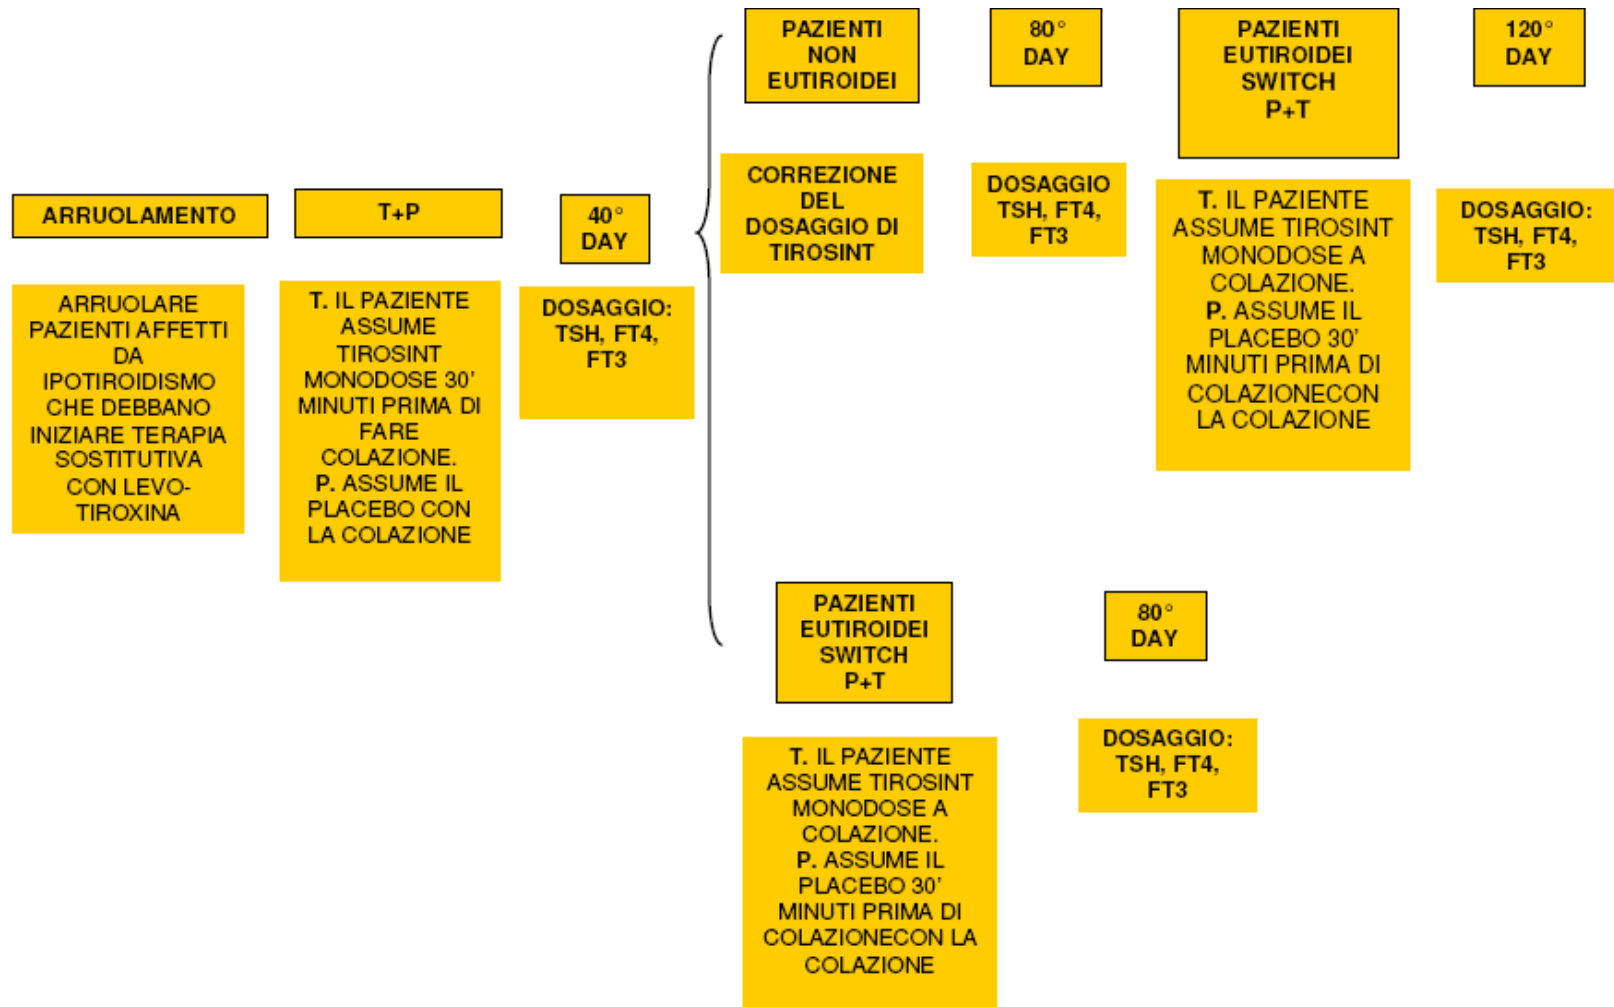 ARRUOLAMENTO
ARRUOLARE
PAZIENTI AFFETTI
DA
IPOTIROIDISMO
CHE DEBBANO
INIZIARE TERAPIA
SOSTITUTIVA
CON LEVO-
TIROXINA
T+P
T. IL PAZIENTE
ASSUME
TIROSINT
MONODOSE 30'
MINUTI PRIMA DI
FARE
COLAZIONE.
P. ASSUME IL
PLACEBO CON
LA COLAZIONE
40°
DAY
DOSAGGIO:
TSH, FT4,
FT3
PAZIENTI
NON
EUTIROIDEI
CORREZIONE
DEL
DOSAGGIO DI
TIROSINT
80°
DAY
DOSAGGIO
TSH, FT4,
FT3
PAZIENTI
EUTIROIDEI
SWITCH
P+T
T. IL PAZIENTE
ASSUME TIROSINT
MONODOSE A
COLAZIONE.
P. ASSUME IL
PLACEBO 30'
MINUTI PRIMA DI
COLAZIONECON
LA COLAZIONE
120°
DAY
DOSAGGIO:
TSH, FT4,
FT3
PAZIENTI
EUTIROIDEI
SWITCH
P+T
T. IL PAZIENTE
ASSUME TIROSINT
MONODOSE A
COLAZIONE.
P. ASSUME IL
PLACEBO 30'
MINUTI PRIMA DI
COLAZIONECON LA
COLAZIONE
80°
DAY
DOSAGGIO:
TSH, FT4,
FT3